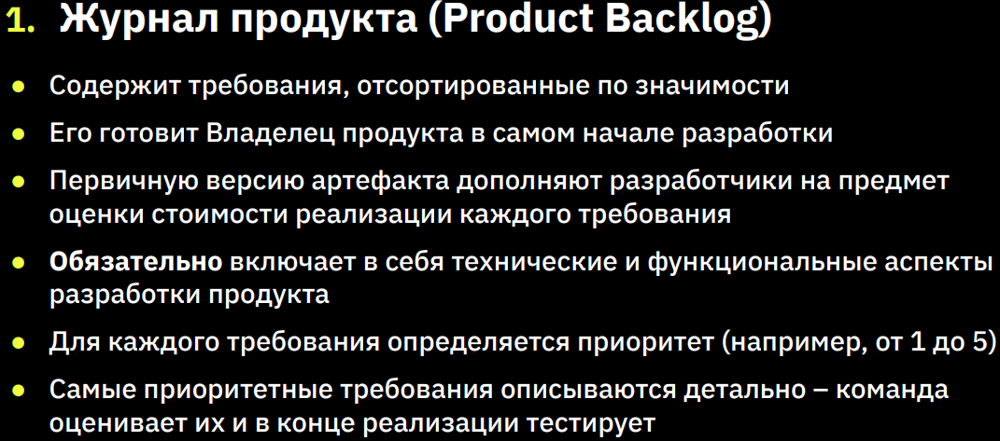 1. Журнал продукта (Product Backlog)
● Содержит требования, отсортированные по значимости
● Его готовит Владелец продукта в самом начале разработки
● Первичную версию артефакта дополняют разработчики на предмет
оценки стоимости реализации каждого требования
● Обязательно включает в себя технические и функциональные аспекты
разработки продукта
● Для каждого требования определяется приоритет (например, от 1 до 5)
● Самые приоритетные требования описываются детально – команда
оценивает их и в конце реализации тестирует